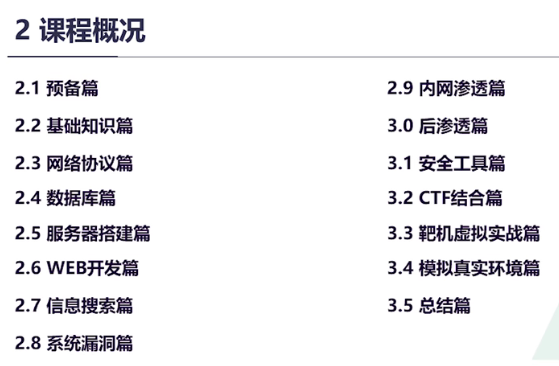 2 课程概况
2.1 预备篇
2.2 基础知识篇
2.3 网络协议篇
2.4 数据库篇
2.5 服务器搭建篇
2.6 WEB开发篇
2.7 信息搜索篇
2.8 系统漏洞篇
2.9 内网渗透篇
3.0 后渗透篇
3.1 安全工具篇
3.2 CTF结合篇
3.3 靶机虚拟实战篇
3.4 模拟真实环境篇
3.5 总结篇